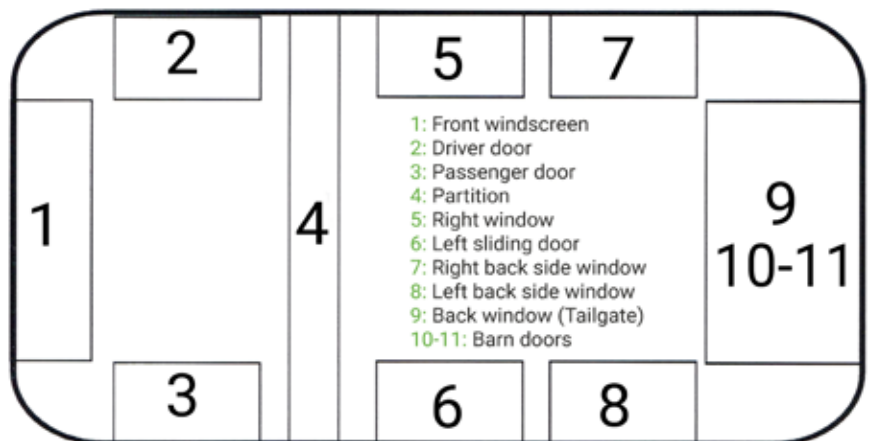 2
5
7
1: Front windscreen
2: Driver door
3: Passenger door
4: Partition
5: Right window
6: Left sliding door
7: Right back side window
8: Left back side window
9: Back window (Tailgate)
10-11: Barn doors
1
4
9
10-11
3
6
8